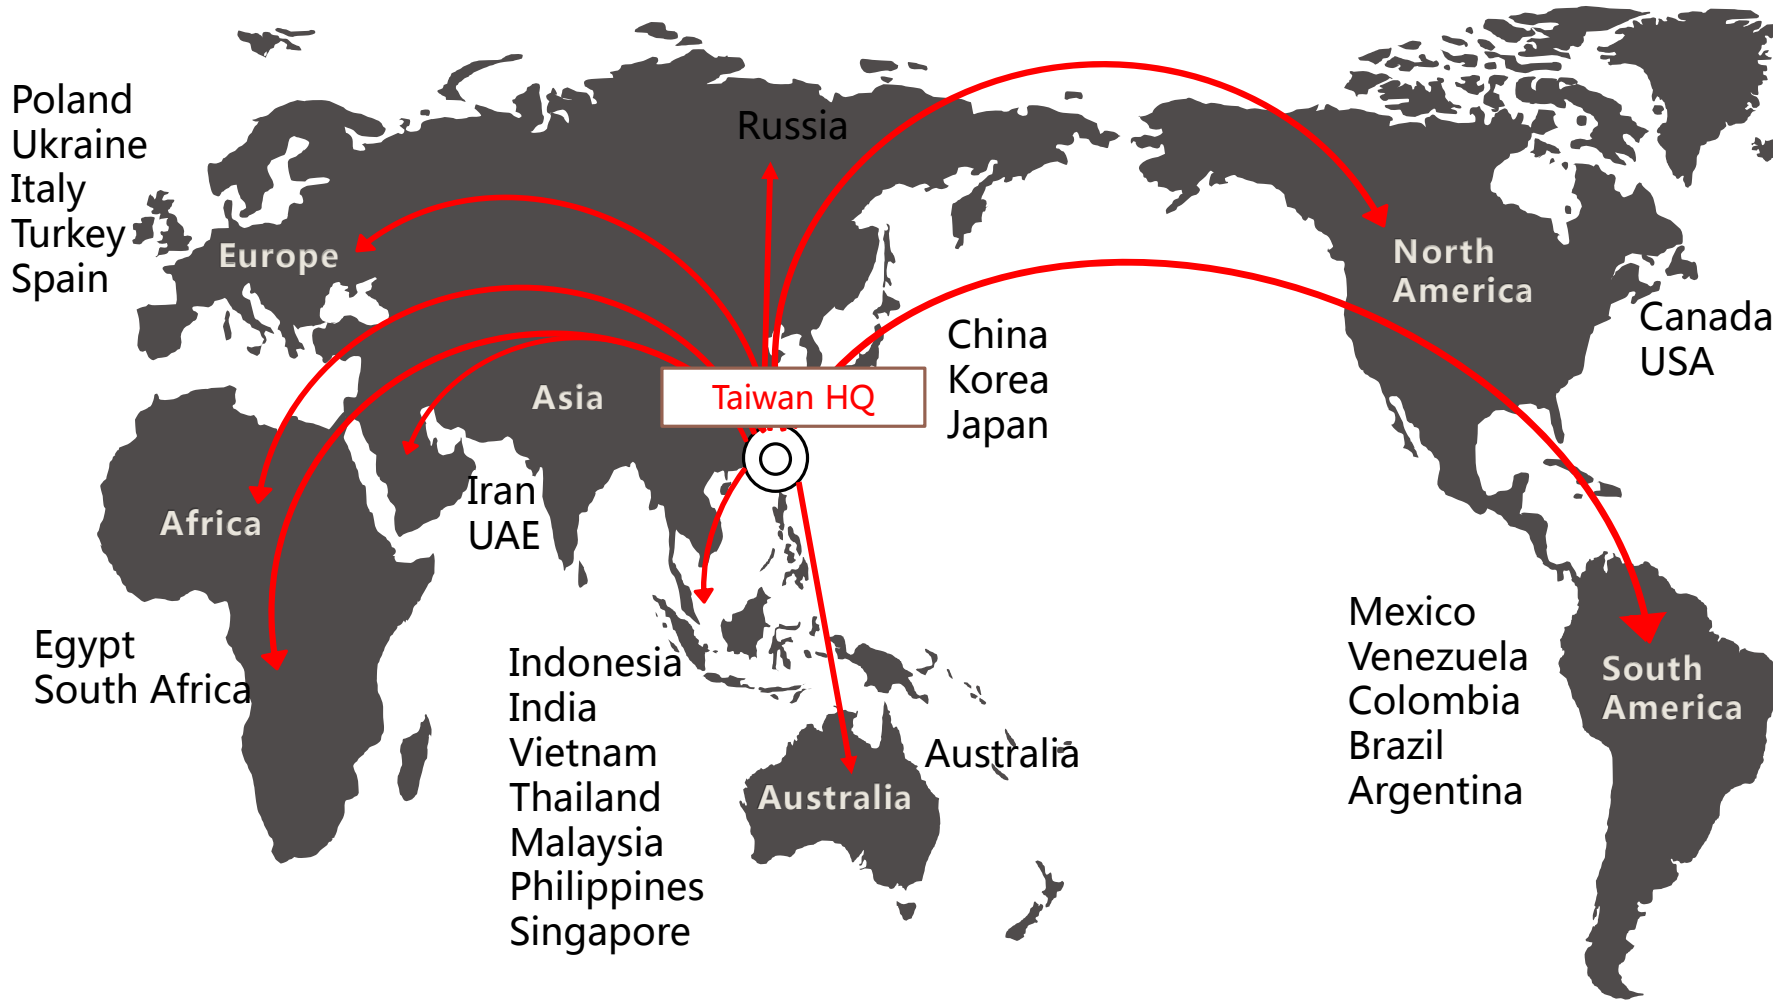 Poland
Ukraine
Italy
Turkey
Spain
Europe
Russia
North
America
Canada
USA
China
Korea
Japan
Taiwan HQ
Asia
Iran
UAE
Africa
Egypt
South Africa
Indonesia
India
Vietnam
Thailand
Malaysia
Philippines
Singapore
Australia
Australia
Mexico
Venezuela
Colombia
Brazil
Argentina
South
America